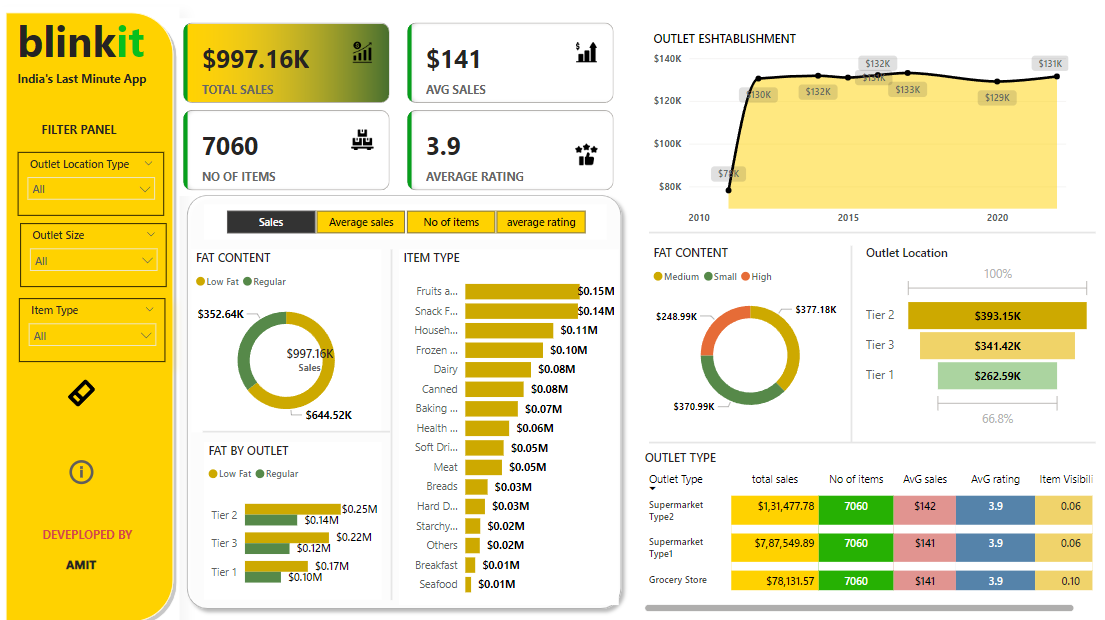 blinkit
India's Last Minute App
FILTER PANEL
Outlet Location Type
All
Outlet Size
All
Item Type
All
DEVEPLOPED BY
AMIT
$997.16K
TOTAL SALES
$141
AVG SALES
7060
NO OF ITEMS
3.9
AVERAGE RATING
Sales
Average sales
No of items
average rating
FAT CONTENT
Low Fat Regular
$352.64K
$997.16K
Sales
$644.52K
FAT BY OUTLET
Low Fat Regular
Tier 2 $0.25M
$0.14M
Tier 3 $0.22M
$0.12M
Tier 1 $0.17M
$0.10M
ITEM TYPE
Fruits a... $0.15M
Snack F... $0.14M
Househ... $0.11M
Frozen ... $0.10M
Dairy $0.08M
Canned $0.08M
Baking ... $0.07M
Health ... $0.06M
Soft Dri... $0.05M
Meat $0.05M
Breads $0.03M
Hard D... $0.03M
Starchy... $0.02M
Others $0.02M
Breakfast $0.01M
Seafood $0.01M
OUTLET ESHTABLISHMENT
$140K
$120K
$100K
$80K
$130K
$132K
$132K
$133K
$129K
$131K
2010 2015 2020
FAT CONTENT
Medium Small High
$248.99K
$377.18K
$370.99K
Outlet Location
100%
Tier 2 $393.15K
Tier 3 $341.42K
Tier 1 $262.59K
66.8%
OUTLET TYPE
Outlet Type total sales No of items AvG sales AvG rating Item Visibili
Supermarket
Type2 $1,31,477.78 7060 $142 3.9 0.06
Supermarket
Type1 $7,87,549.89 7060 $141 3.9 0.06
Grocery Store $78,131.57 7060 $141 3.9 0.10